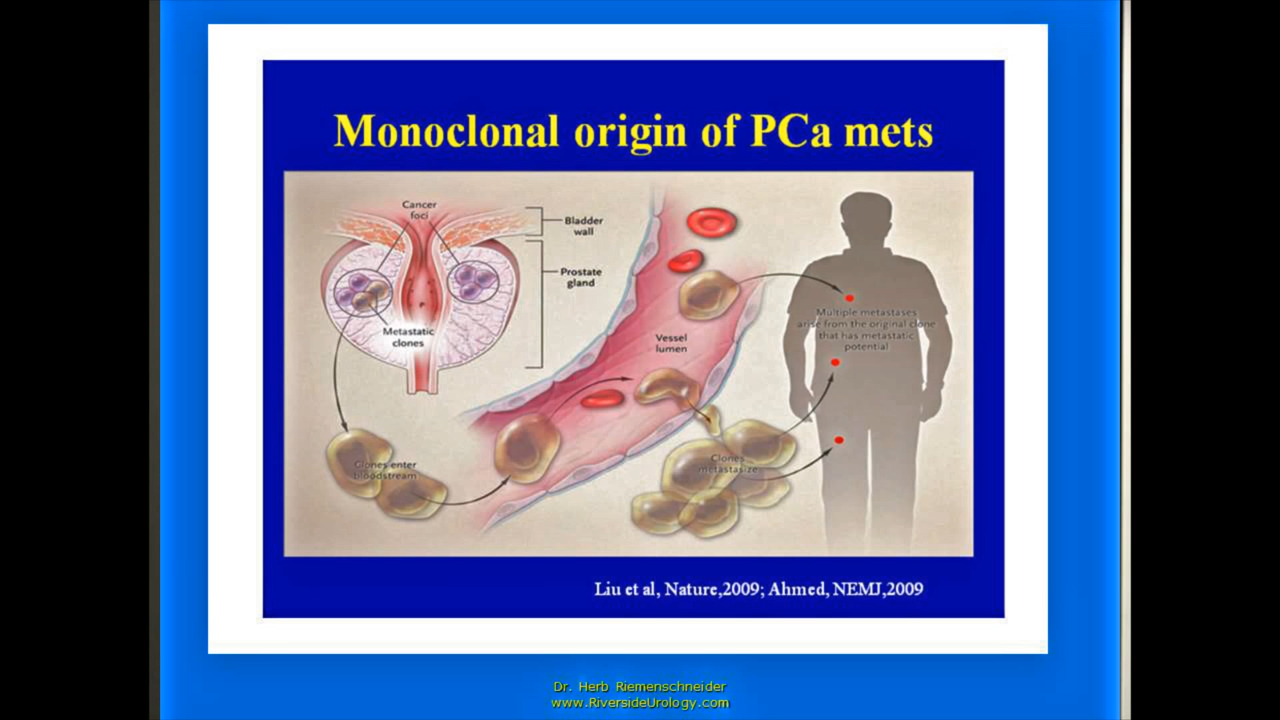 Monoclonal origin of PCa mets
Cancer
foci
Bladder
wall
Prostate
gland
Metastatic
clones
Vessel
lumen
Multiple metastases
arise from the original clone
that has metastatic
potential
Clones enter
bloodstream
Clones
metastasize
Liu et al, Nature,2009; Ahmed, NEMJ,2009
Dr. Herb Riemenschneider
www.RiversideUrology.com